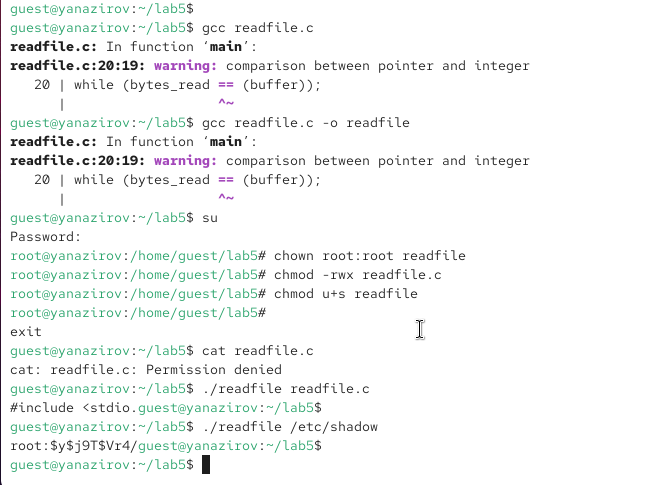 guest@yanazirov:~/lab5$
guest@yanazirov:~/lab5$ gcc readfile.c
readfile.c: In function ‘main’:
readfile.c:20:19: warning: comparison between pointer and integer
   20 | while (bytes_read == (buffer));
      |                   ^~
guest@yanazirov:~/lab5$ gcc readfile.c -o readfile
readfile.c: In function ‘main’:
readfile.c:20:19: warning: comparison between pointer and integer
   20 | while (bytes_read == (buffer));
      |                   ^~
guest@yanazirov:~/lab5$ su
Password:
root@yanazirov:/home/guest/lab5# chown root:root readfile
root@yanazirov:/home/guest/lab5# chmod -rwx readfile.c
root@yanazirov:/home/guest/lab5# chmod u+s readfile
root@yanazirov:/home/guest/lab5#
exit
guest@yanazirov:~/lab5$ cat readfile.c
cat: readfile.c: Permission denied
guest@yanazirov:~/lab5$ ./readfile readfile.c
#include <stdio.guest@yanazirov:~/lab5$
guest@yanazirov:~/lab5$ ./readfile /etc/shadow
root:$y$j9T$Vr4/guest@yanazirov:~/lab5$
guest@yanazirov:~/lab5$